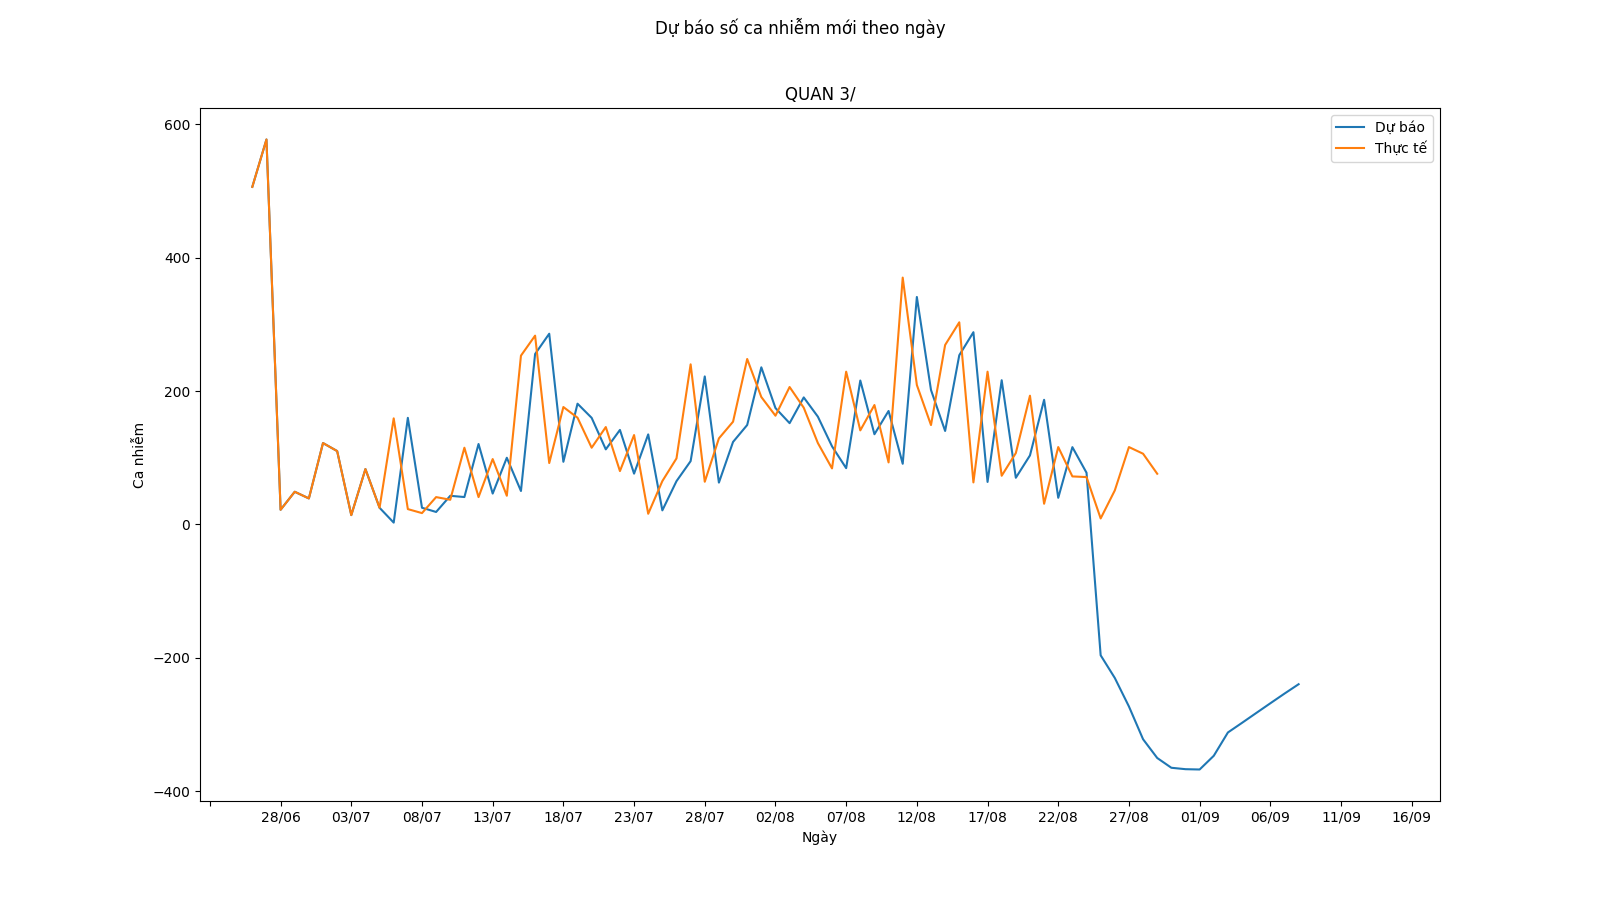 Dự báo số ca nhiễm mới theo ngày
QUAN 3/
Dự báo
Thực tế
600
400
200
0
−200
−400
Ca nhiễm
28/06 03/07 08/07 13/07 18/07 23/07 28/07 02/08 07/08 12/08 17/08 22/08 27/08 01/09 06/09 11/09 16/09
Ngày